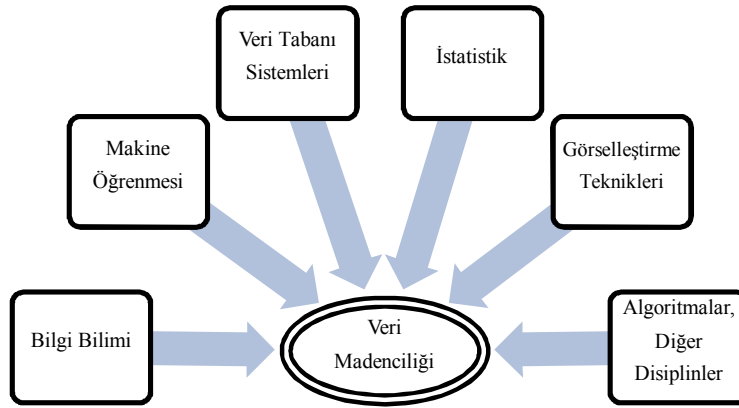 Veri Tabanı
Sistemleri
İstatistik
Makine
Öğrenmesi
Görselleştirme
Teknikleri
Bilgi Bilimi
Veri
Madenciliği
Algoritmalar,
Diğer
Disiplinler